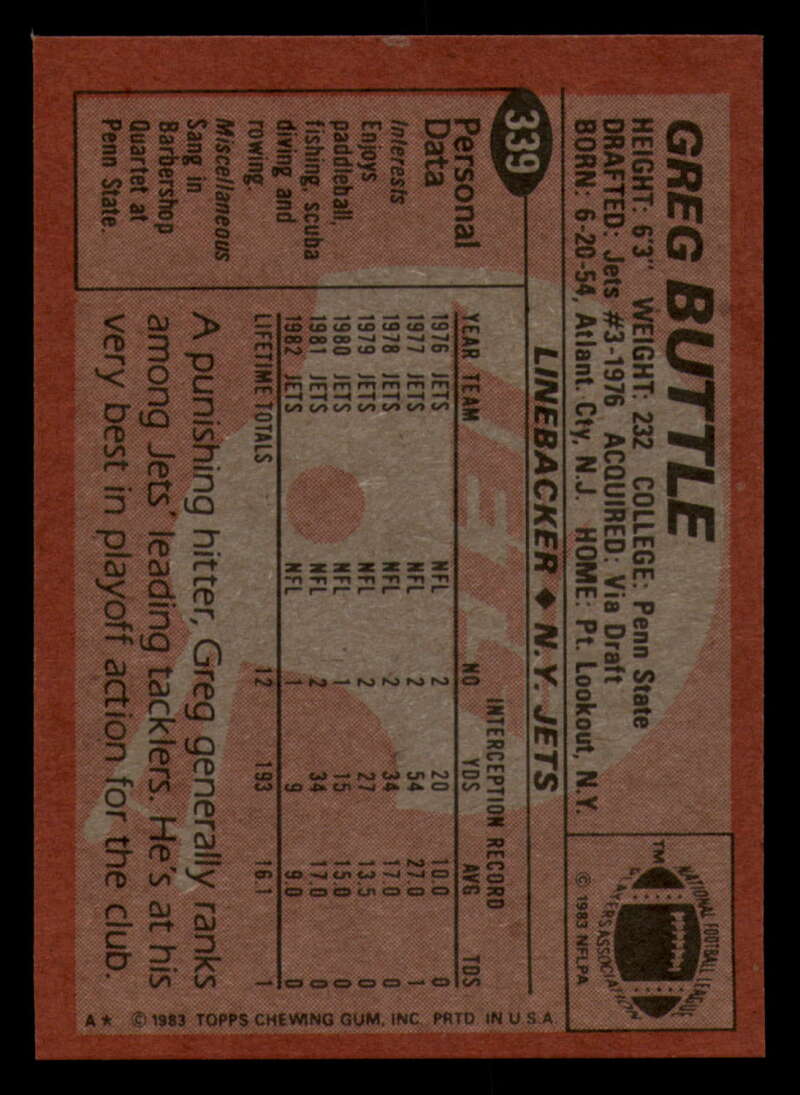 GREG BUTTLE
HEIGHT: 6'3" WEIGHT: 232 COLLEGE: Penn State
DRAFTED: Jets #3-1976 ACQUIRED: Via Draft
BORN: 6-20-54, Atlant. Cty, N.J. HOME: Pt. Lookout, N.Y.
NATIONAL FOOTBALL LEAGUE
PLAYERS ASSOCIATION
TM
© 1983 NFLPA
339
LINEBACKER ♦ N.Y. JETS
Personal
Data
Interests
Enjoys
paddleball,
fishing, scuba
diving and
rowing.
Miscellaneous
Sang in
Barbershop
Quartet at
Penn State.
JETS
INTERCEPTION RECORD
YEAR TEAM NO YDS AVG TDS
1976 JETS NFL 2 20 10.0 0
1977 JETS NFL 2 54 27.0 1
1978 JETS NFL 2 34 17.0 0
1979 JETS NFL 2 27 13.5 0
1980 JETS NFL 1 15 15.0 0
1981 JETS NFL 2 34 17.0 0
1982 JETS NFL 1 9 9.0 0
LIFETIME TOTALS 12 193 16.1 1
A punishing hitter, Greg generally ranks
among Jets' leading tacklers. He's at his
very best in playoff action for the club.
A* © 1983 TOPPS CHEWING GUM, INC. PRTD. IN U.S.A.